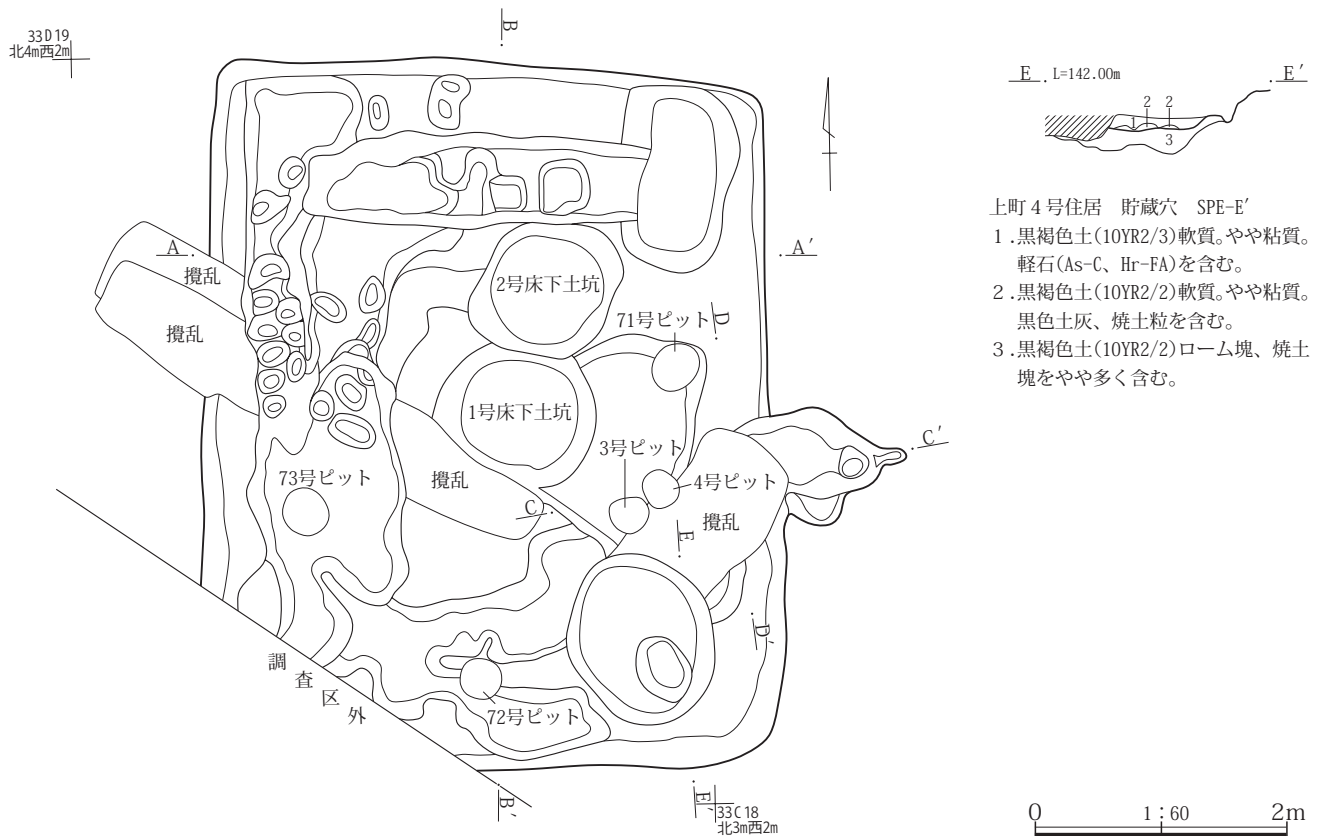 33D19
北4m西2m
B
E . L=142.00m . E′
2 2
1
3
上町４号住居　貯蔵穴　SPE-E′
１.黒褐色土(10YR2/3)軟質。やや粘質。
軽石(As-C、Hr-FA)を含む。
２.黒褐色土(10YR2/2)軟質。やや粘質。
黒色土灰、焼土粒を含む。
３.黒褐色土(10YR2/2)ローム塊、焼土
塊をやや多く含む。
A
A′
攪乱
攪乱
2号床下土坑
71号ピット
D
1号床下土坑
3号ピット
C′
73号ピット
攪乱
4号ピット
C
攪乱
E
D′
調査区外
72号ピット
B′
E′
33C18
北3m西2m
0 1：60 2m